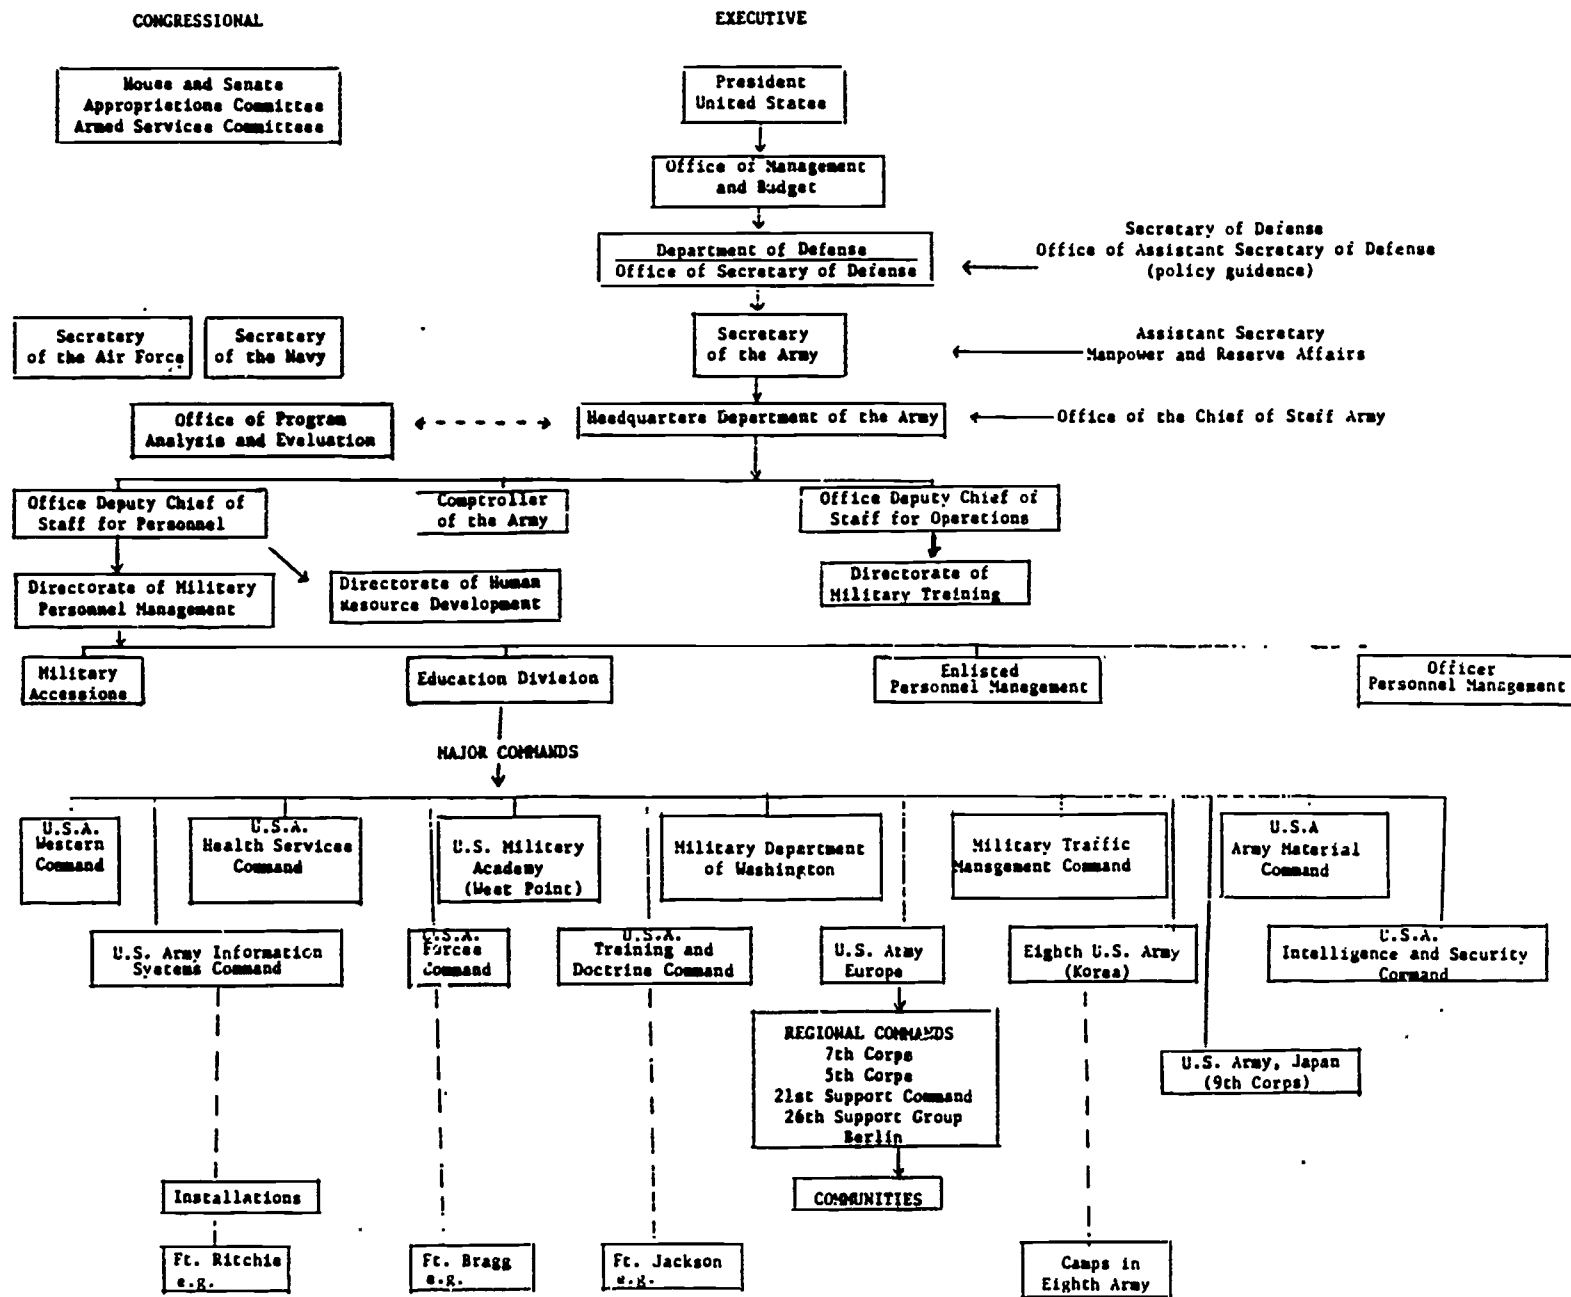 CONGRESSIONAL
EXECUTIVE
House and Senate
Appropriations Committee
Armed Services Committees
President
United States
Office of Management
and Budget
Department of Defense
Office of Secretary of Defense
Secretary of Defense
Office of Assistant Secretary of Defense
(policy guidance)
Secretary
of the Air Force
Secretary
of the Navy
Secretary
of the Army
Assistant Secretary
Manpower and Reserve Affairs
Office of Program
Analysis and Evaluation
Headquarters Department of the Army
Office of the Chief of Staff Army
Office Deputy Chief of
Staff for Personnel
Comptroller
of the Army
Office Deputy Chief of
Staff for Operations
Directorate of Military
Personnel Management
Directorate of Human
Resource Development
Directorate of
Military Training
Military
Accessions
Education Division
Enlisted
Personnel Management
Officer
Personnel Management
MAJOR COMMANDS
U.S.A.
Western
Command
U.S.A.
Health Services
Command
U.S. Military
Academy
(West Point)
Military Department
of Washington
Military Traffic
Management Command
U.S.A
Army Material
Command
U.S. Army Information
Systems Command
U.S.A.
Forces
Command
U.S.A.
Training and
Doctrine Command
U.S. Army
Europe
Eighth U.S. Army
(Korea)
U.S.A.
Intelligence and Security
Command
REGIONAL COMMANDS
7th Corps
5th Corps
21st Support Command
26th Support Group
Berlin
U.S. Army, Japan
(9th Corps)
Installations
COMMUNITIES
Ft. Ritchie
e.g.
Ft. Bragg
e.g.
Ft. Jackson
e.g.
Camps in
Eighth Army